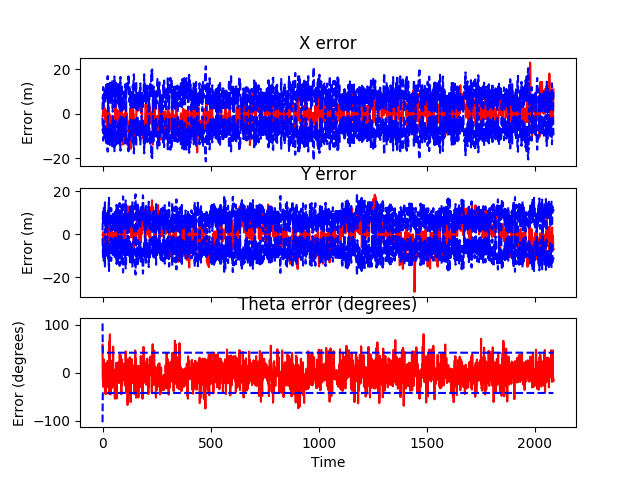 X error
20
0
−20
Error (m)
Y error
20
0
−20
Error (m)
Theta error (degrees)
100
0
−100
Error (degrees)
0 500 1000 1500 2000
Time